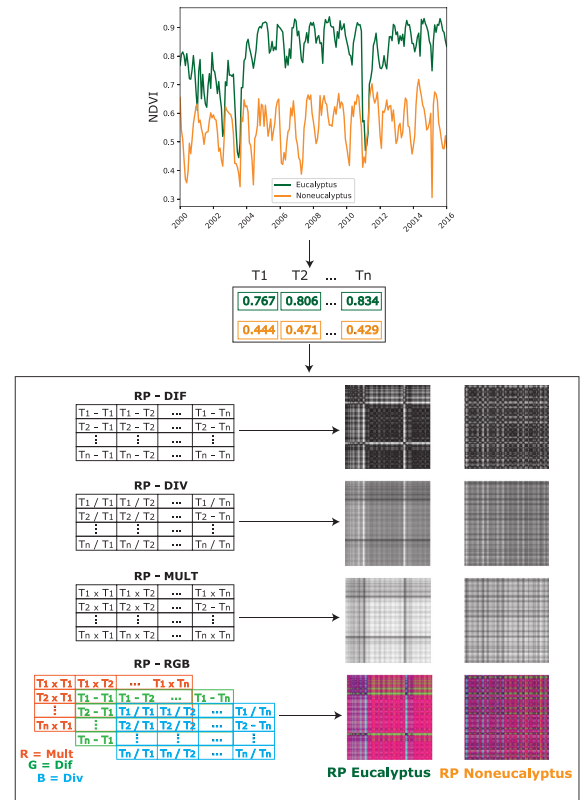 NDVI
0.9
0.8
0.7
0.6
0.5
0.4
0.3
Eucalyptus
Noneucalyptus
2000 2002 2004 2006 2008 2010 2012 20014 2016
T1 T2 ... Tn
0.767 0.806 ... 0.834
0.444 0.471 ... 0.429
RP - DIF
T1 - T1 T1 - T2 ... T1 - Tn
T2 - T1 T2 - T2 ... T2 - Tn
Tn - T1 Tn - T2 ... Tn - Tn
RP - DIV
T1 / T1 T1 / T2 ... T1 / Tn
T2 / T1 T2 / T2 ... T2 - Tn
Tn / T1 Tn / T2 ... Tn / Tn
RP - MULT
T1 x T1 T1 x T2 ... T1 x Tn
T2 x T1 T2 x T2 ... T2 - Tn
Tn x T1 Tn x T2 ... Tn x Tn
RP - RGB
T1 x T1 T1 x T2 ... T1 x Tn
T2 x T1 T1 - T1 T1 - T2 ... T1 - Tn
T2 - T1 T1 / T1 T1 / T2 ... T1 / Tn
Tn x T1 T2 / T1 T2 / T2 ... T2 - Tn
Tn - T1
Tn / T1 Tn / T2 ... Tn / Tn
R = Mult
G = Dif
B = Div
RP Eucalyptus RP Noneucalyptus